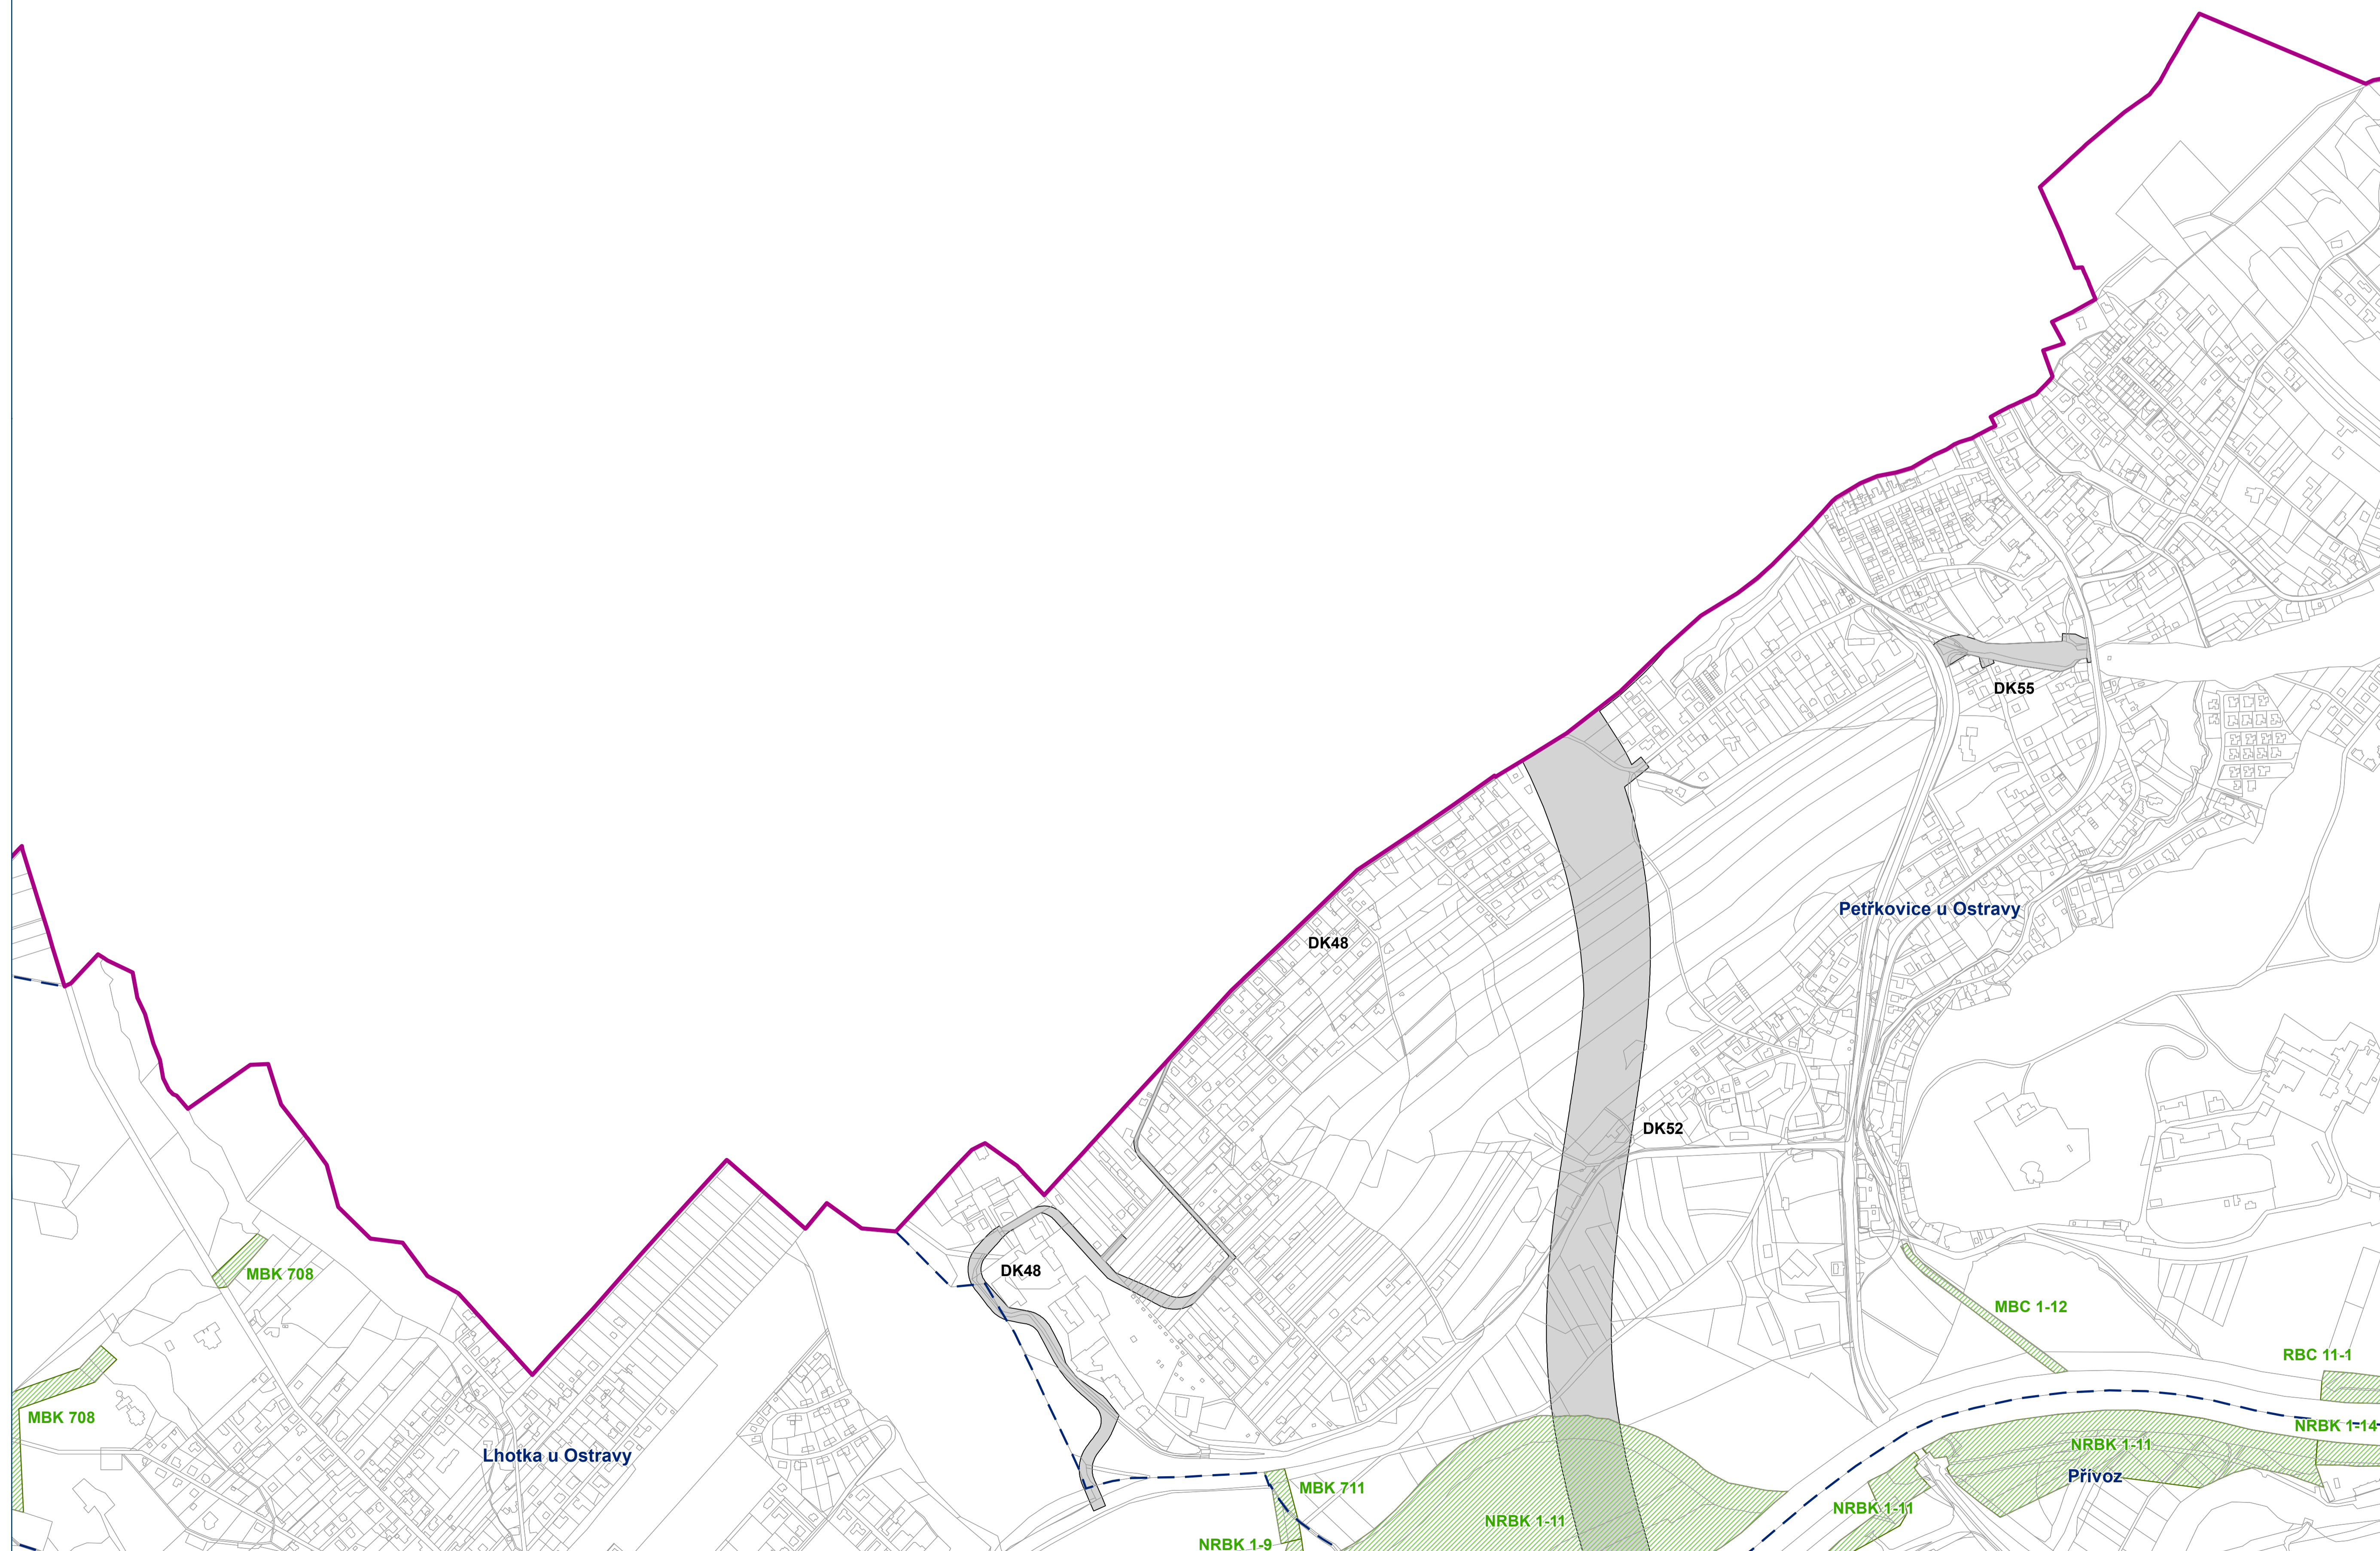 DK55
Petřkovice u Ostravy
DK48
DK52
DK48
MBK 708
MBC 1-12
RBC 11-1
MBK 708
NRBK 1-14
NRBK 1-11
Lhotka u Ostravy
Přívoz
MBK 711
NRBK 1-11
NRBK 1-11
NRBK 1-9